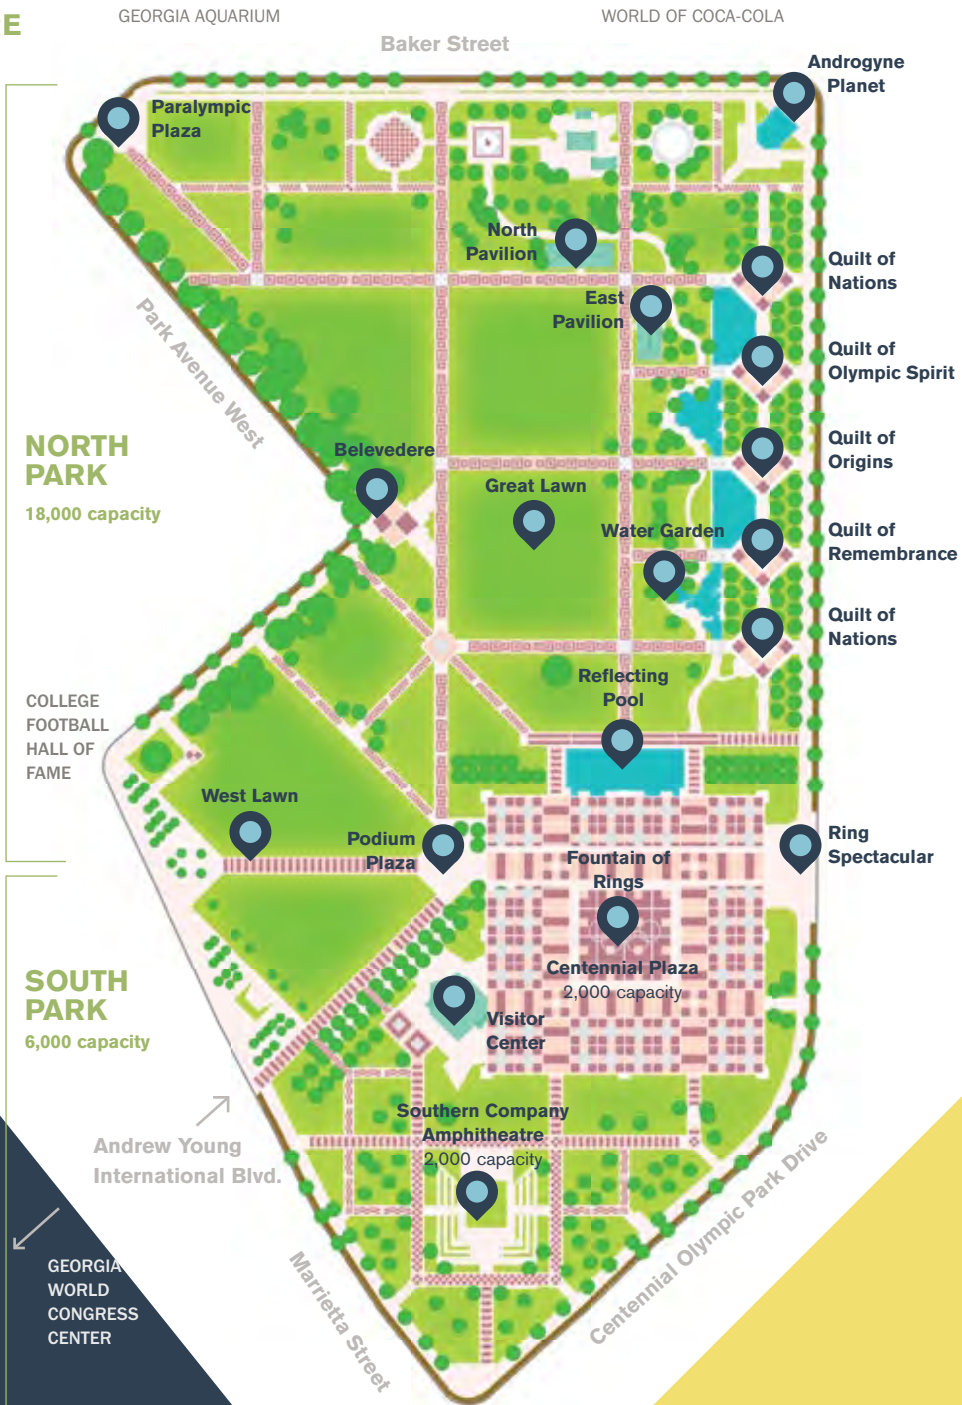 RE
GEORGIA AQUARIUM
WORLD OF COCA-COLA
Baker Street
Androgyne
Planet
Paralympic
Plaza
North
Pavilion
East
Pavilion
Quilt of
Nations
Park Avenue West
Quilt of
Olympic Spirit
NORTH
PARK
18,000 capacity
Belevedere
Quilt of
Origins
Great Lawn
Water Garden
Quilt of
Remembrance
Quilt of
Nations
Reflecting
Pool
COLLEGE
FOOTBALL
HALL OF
FAME
West Lawn
Podium
Plaza
Ring
Spectacular
Fountain of
Rings
Centennial Plaza
2,000 capacity
SOUTH
PARK
6,000 capacity
Visitor
Center
Andrew Young
International Blvd.
Southern Company
Amphitheatre
2,000 capacity
Centennial Olympic Park Drive
Marrietta Street
GEORGIA
WORLD
CONGRESS
CENTER